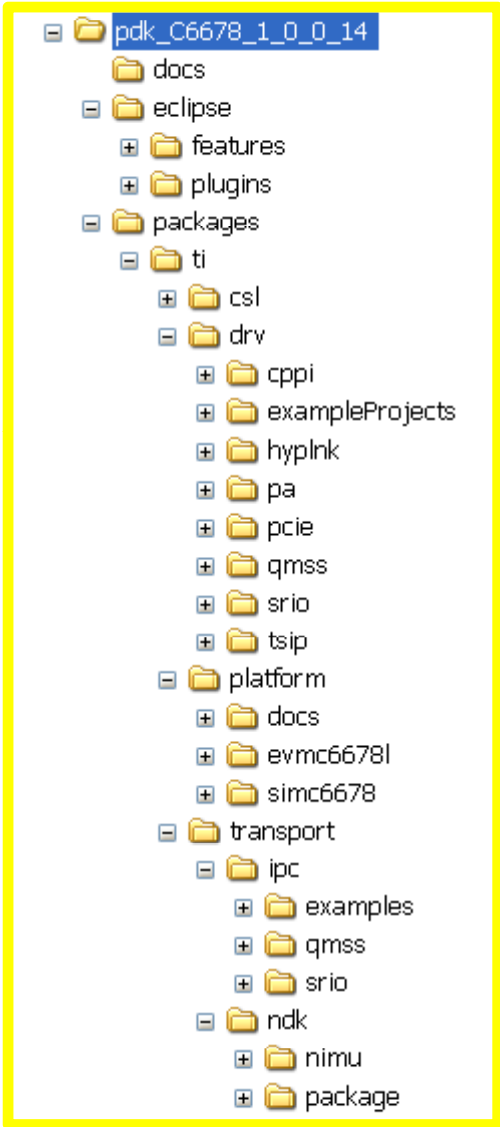 pdk_C6678_1_0_0_14
docs
eclipse
features
plugins
packages
ti
csl
drv
cppi
exampleProjects
hyplnk
pa
pcie
qmss
srio
tsip
platform
docs
evmc6678l
simc6678
transport
ipc
examples
qmss
srio
ndk
nimu
package